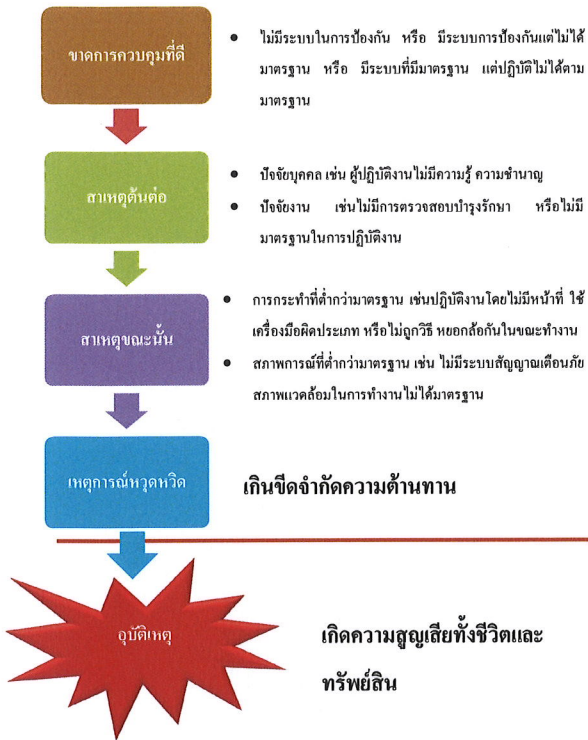 ขาดการควบคุมที่ดี
• ไม่มีระบบในการป้องกัน หรือ มีระบบการป้องกันแต่ไม่ได้
มาตรฐาน หรือ มีระบบที่มีมาตรฐาน แต่ปฏิบัติไม่ได้ตาม
มาตรฐาน
สาเหตุต้นต่อ
• ปัจจัยบุคคล เช่น ผู้ปฏิบัติงานไม่มีความรู้ ความชำนาญ
• ปัจจัยงาน เช่นไม่มีการตรวจสอบบำรุงรักษา หรือไม่มี
มาตรฐานในการปฏิบัติงาน
สาเหตุขณะนั้น
• การกระทำที่ต่ำกว่ามาตรฐาน เช่นปฏิบัติงานโดยไม่มีหน้าที่ ใช้
เครื่องมือผิดประเภท หรือไม่ถูกวิธี หยอกล้อกันในขณะทำงาน
• สภาพการณ์ที่ต่ำกว่ามาตรฐาน เช่น ไม่มีระบบสัญญาณเตือนภัย
สภาพแวดล้อมในการทำงานไม่ได้มาตรฐาน
เหตุการณ์หวุดหวิด
เกินขีดจำกัดความต้านทาน
อุบัติเหตุ
เกิดความสูญเสียทั้งชีวิตและ
ทรัพย์สิน